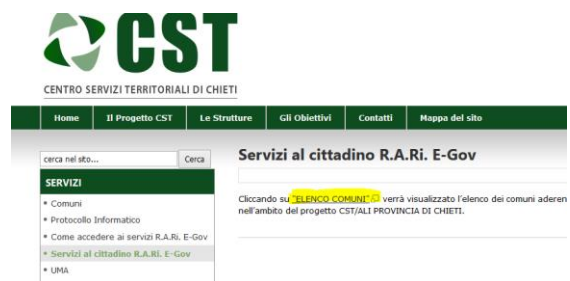 CST
CENTRO SERVIZI TERRITORIALI DI CHIETI
Home Il Progetto CST Le Strutture Gli Obiettivi Contatti Mappa del sito
cerca nel sito... Cerca
SERVIZI
Comuni
Protocollo Informatico
Come accedere ai servizi R.A.Ri. E-Gov
Servizi al cittadino R.A.Ri. E-Gov
UMA
Servizi al cittadino R.A.Ri. E-Gov
Cliccando su "ELENCO COMUNI" verrà visualizzato l'elenco dei comuni aderen
nell'ambito del progetto CST/ALI PROVINCIA DI CHIETI.